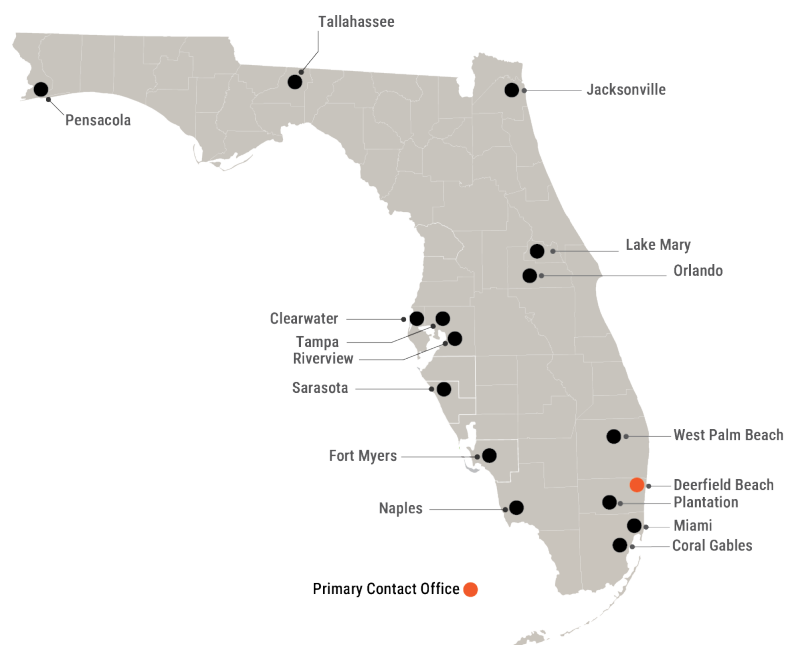 Tallahassee
Jacksonville
Pensacola
Lake Mary
Orlando
Clearwater
Tampa
Riverview
Sarasota
West Palm Beach
Fort Myers
Deerfield Beach
Plantation
Naples
Miami
Coral Gables
Primary Contact Office